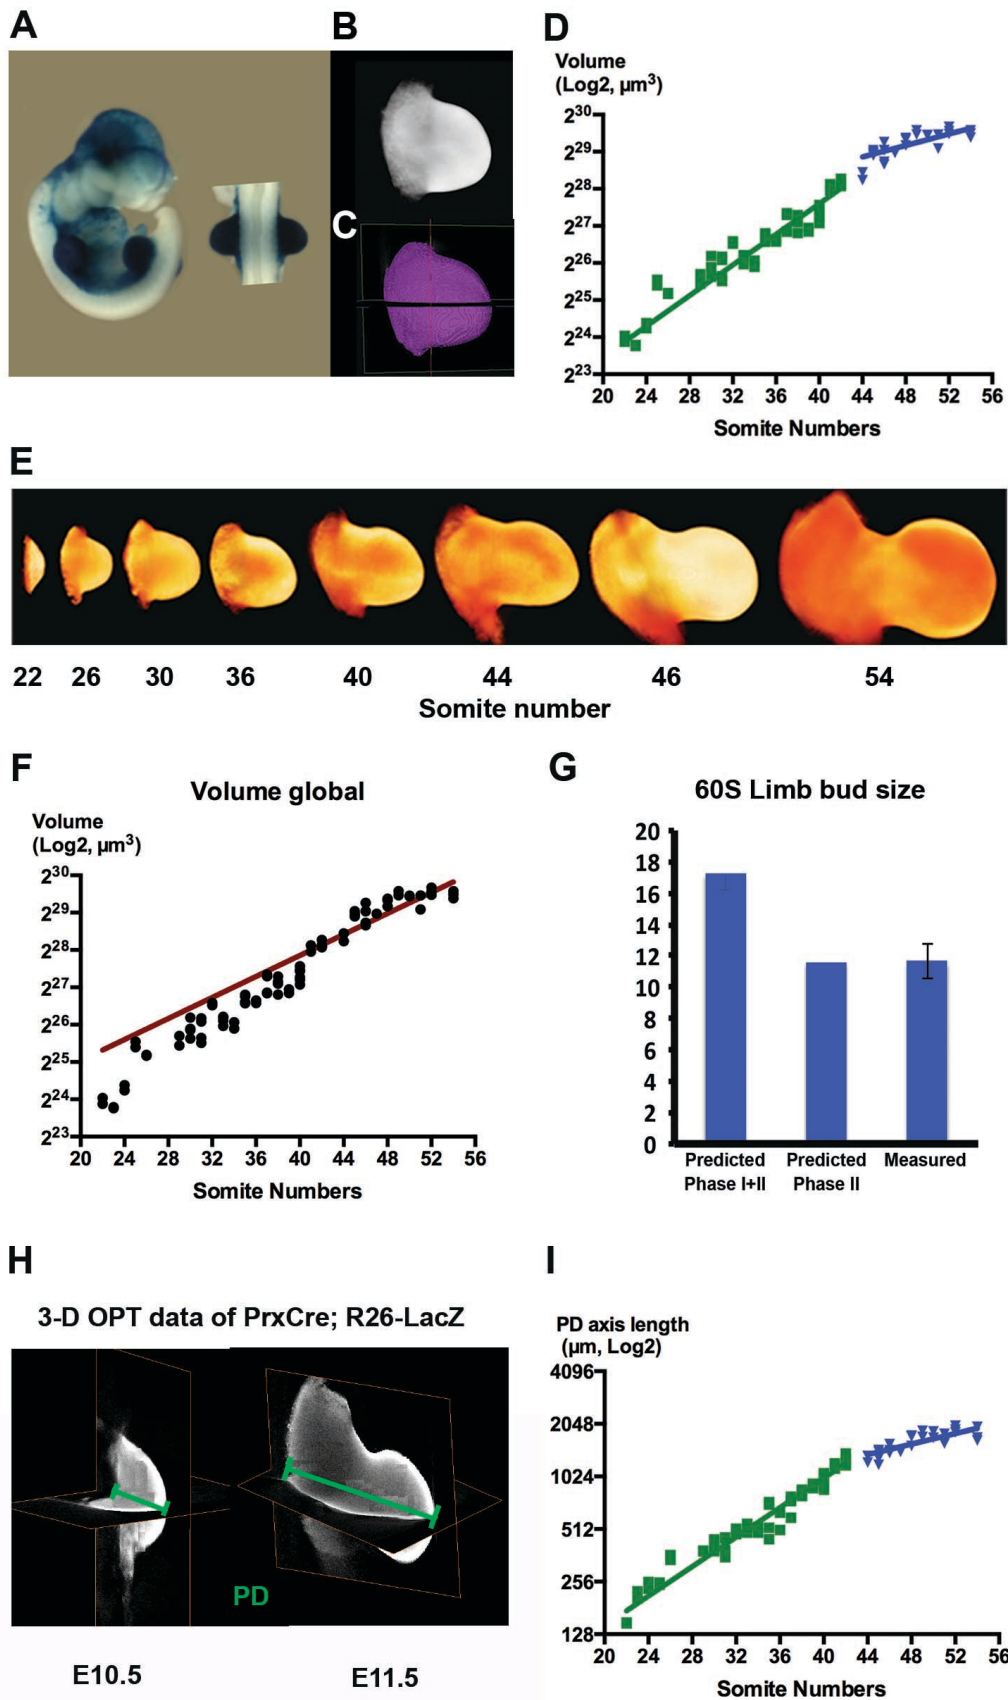 A
B
C
D
Volume
(Log2, µm³)
2³⁰
2²⁹
2²⁸
2²⁷
2²⁶
2²⁵
2²⁴
2²³
20 24 28 32 36 40 44 48 52 56
Somite Numbers
E
22 26 30 36 40 44 46 54
Somite number
F
Volume global
Volume
(Log2, µm³)
2³⁰
2²⁹
2²⁸
2²⁷
2²⁶
2²⁵
2²⁴
2²³
20 24 28 32 36 40 44 48 52 56
Somite Numbers
G
60S Limb bud size
20
18
16
14
12
10
8
6
4
2
0
Predicted Predicted Measured
Phase I+II Phase II
H
3-D OPT data of PrxCre; R26-LacZ
PD
E10.5 E11.5
I
PD axis length
(µm, Log2)
4096
2048
1024
512
256
128
20 24 28 32 36 40 44 48 52 56
Somite Numbers